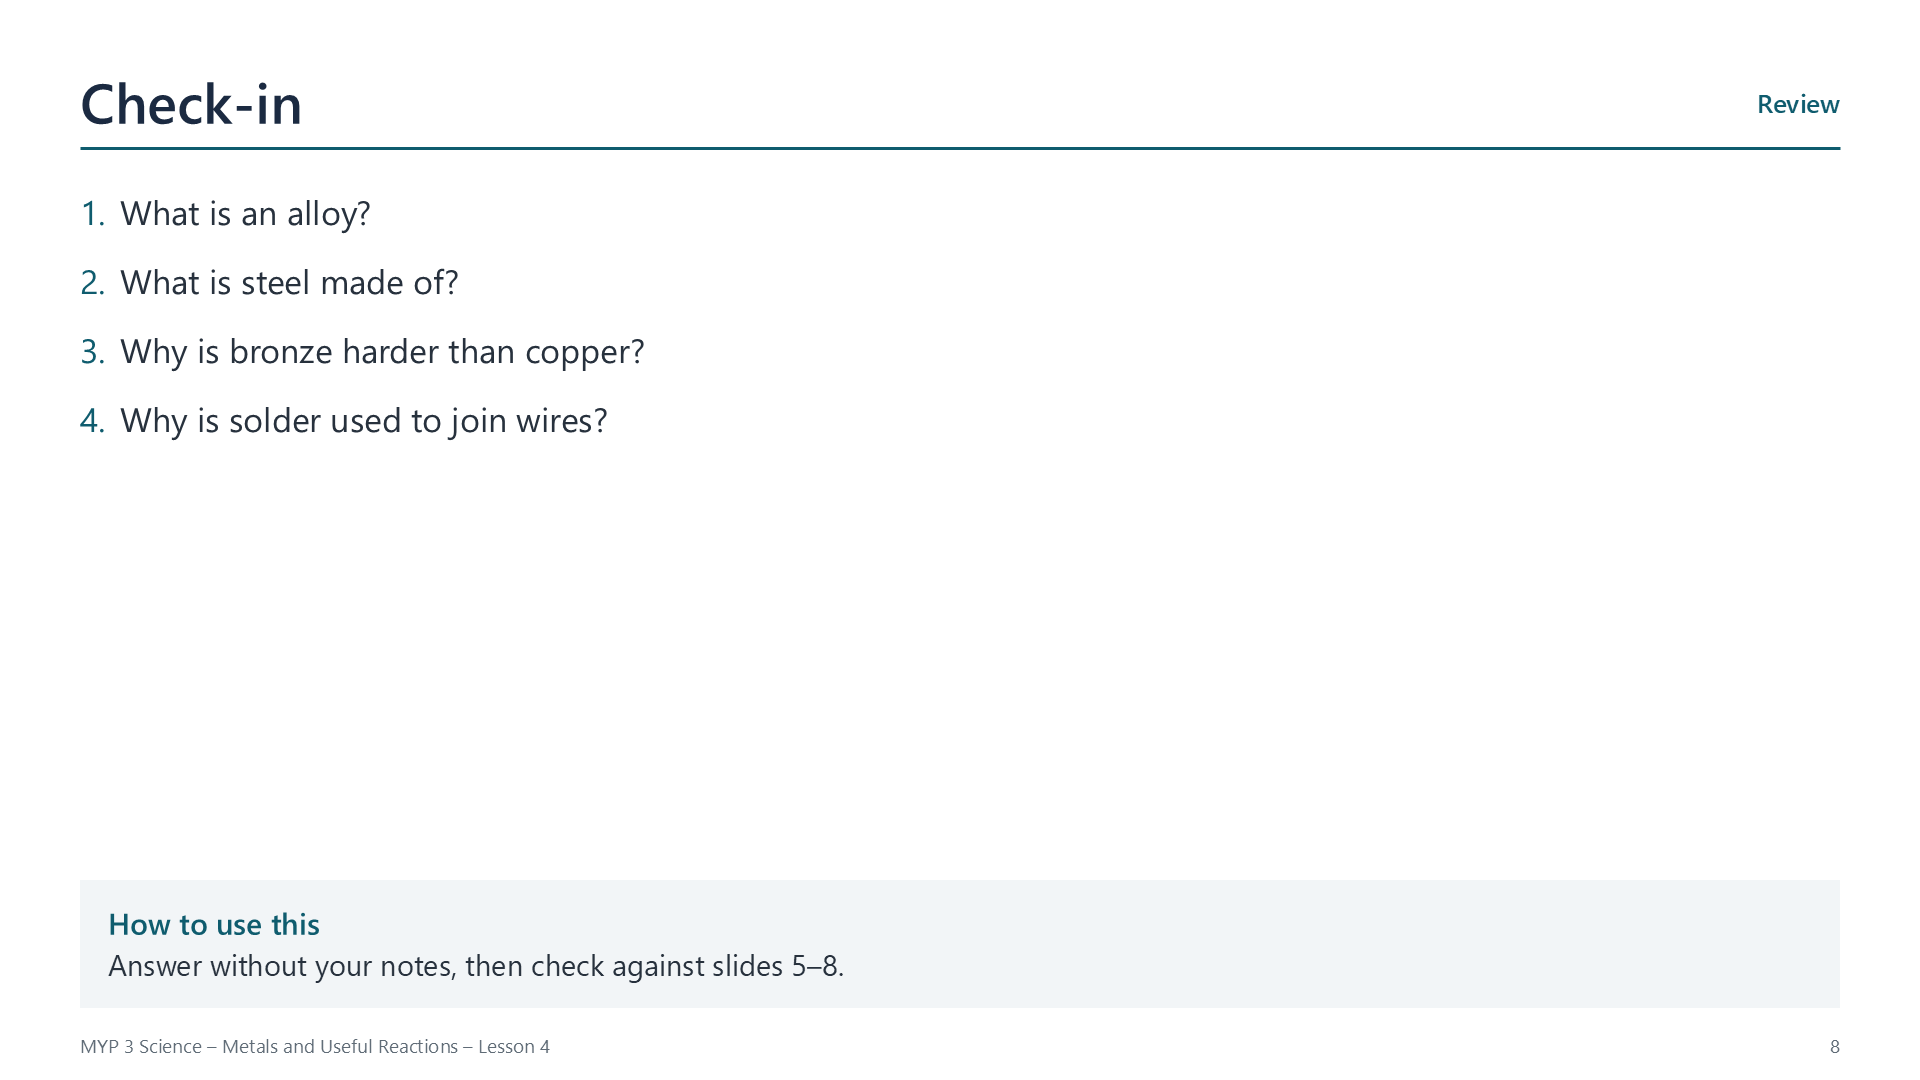 Check-in
Review
1. What is an alloy?
2. What is steel made of?
3. Why is bronze harder than copper?
4. Why is solder used to join wires?
How to use this
Answer without your notes, then check against slides 5–8.
MYP 3 Science – Metals and Useful Reactions – Lesson 4
8